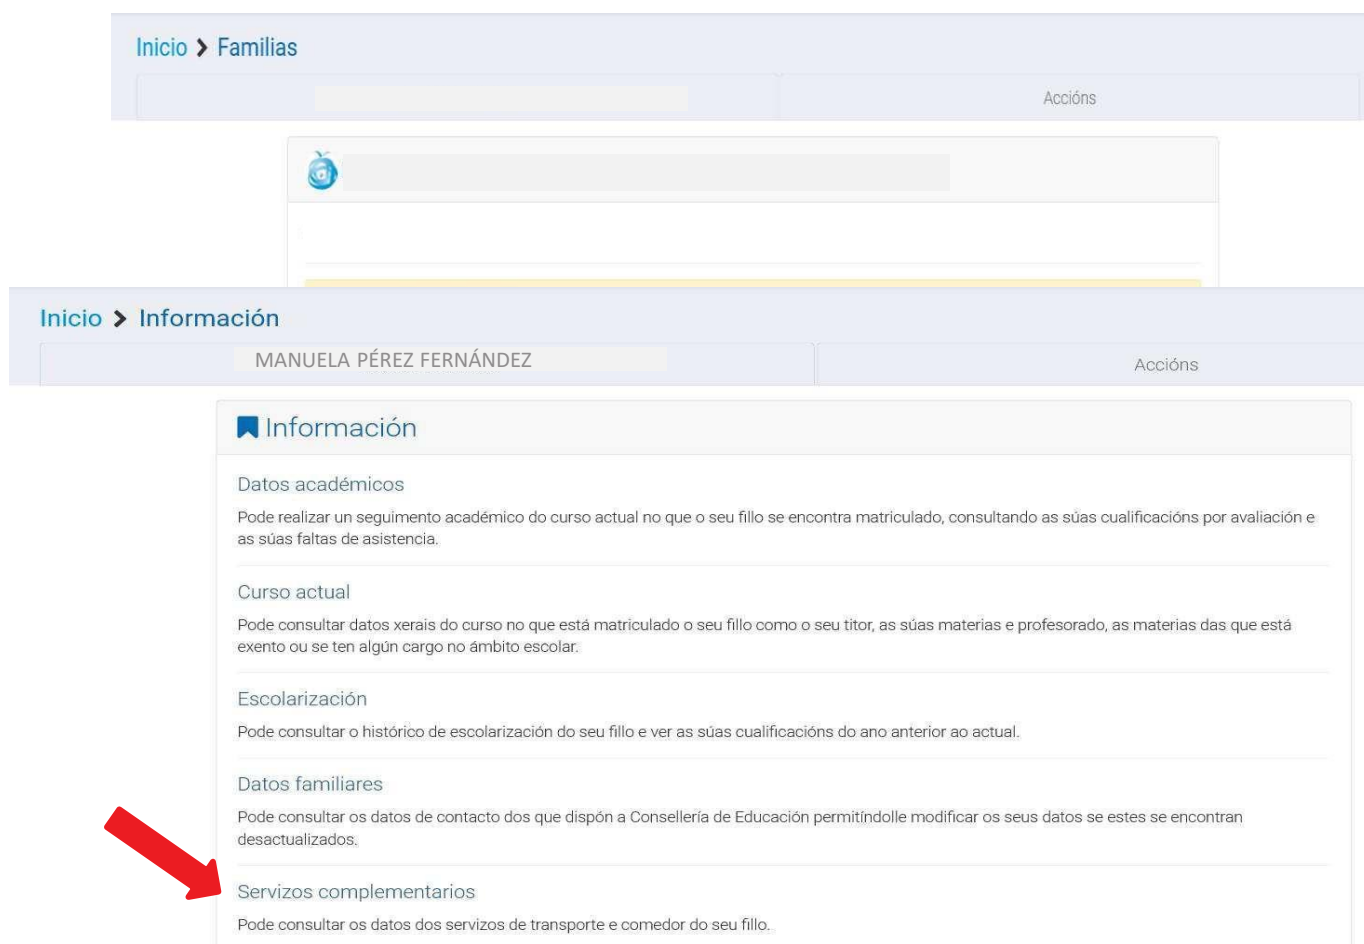 Inicio > Familias
Accións
Inicio > Información
MANUELA PÉREZ FERNÁNDEZ
Accións
Información
Datos académicos
Pode realizar un seguimento académico do curso actual no que o seu fillo se encontra matriculado, consultando as súas cualificacións por avaliación e
as súas faltas de asistencia.
Curso actual
Pode consultar datos xerais do curso no que está matriculado o seu fillo como o seu titor, as súas materias e profesorado, as materias das que está
exento ou se ten algún cargo no ámbito escolar.
Escolarización
Pode consultar o histórico de escolarización do seu fillo e ver as súas cualificacións do ano anterior ao actual.
Datos familiares
Pode consultar os datos de contacto dos que dispón a Consellería de Educación permitíndolle modificar os seus datos se estes se encontran
desactualizados.
Servizos complementarios
Pode consultar os datos dos servizos de transporte e comedor do seu fillo.